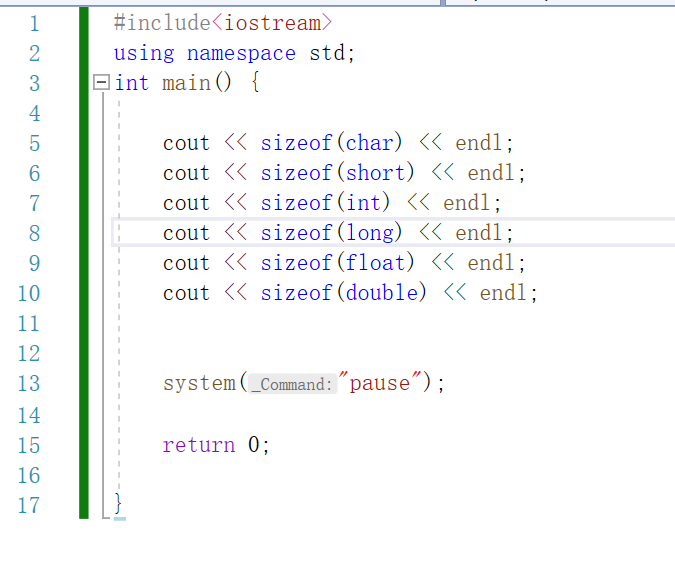 1 #include<iostream>
2 using namespace std;
3 int main() {
4
5 cout << sizeof(char) << endl;
6 cout << sizeof(short) << endl;
7 cout << sizeof(int) << endl;
8 cout << sizeof(long) << endl;
9 cout << sizeof(float) << endl;
10 cout << sizeof(double) << endl;
11
12
13 system(_Command:"pause");
14
15 return 0;
16
17 }